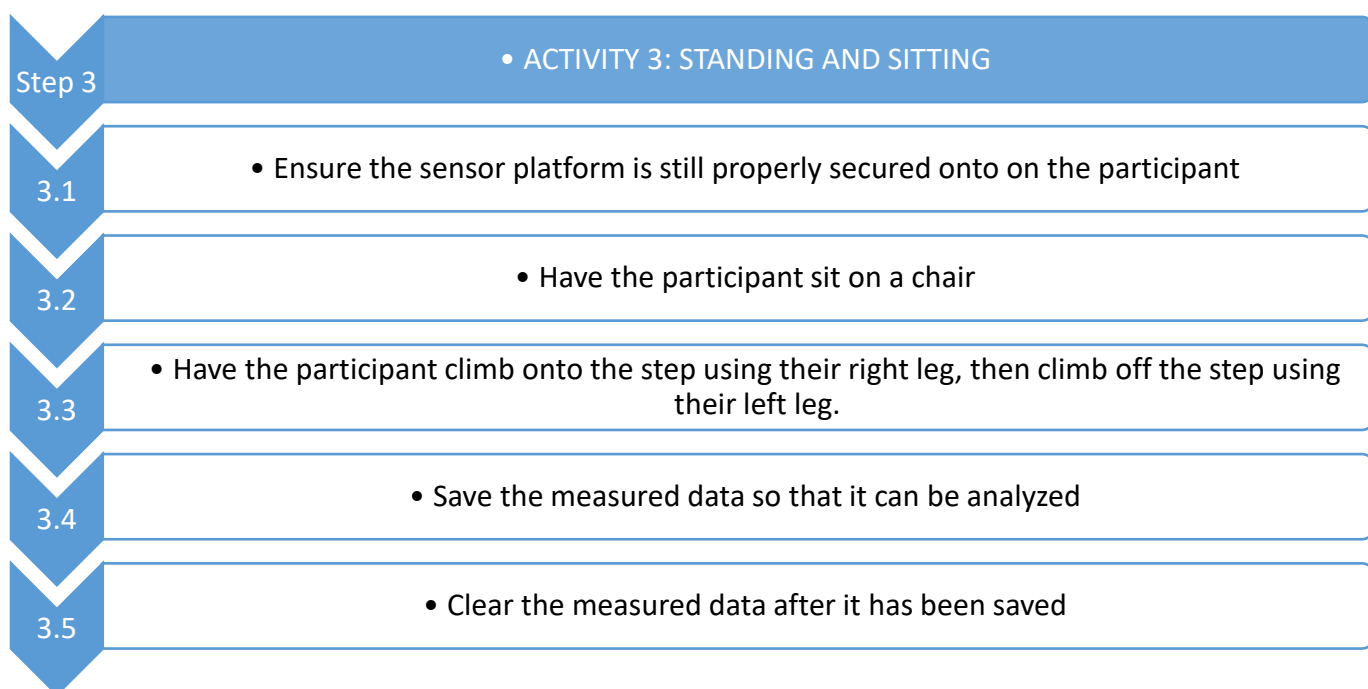 Step 3
• ACTIVITY 3: STANDING AND SITTING
3.1
• Ensure the sensor platform is still properly secured onto on the participant
3.2
• Have the participant sit on a chair
3.3
• Have the participant climb onto the step using their right leg, then climb off the step using
their left leg.
3.4
• Save the measured data so that it can be analyzed
3.5
• Clear the measured data after it has been saved